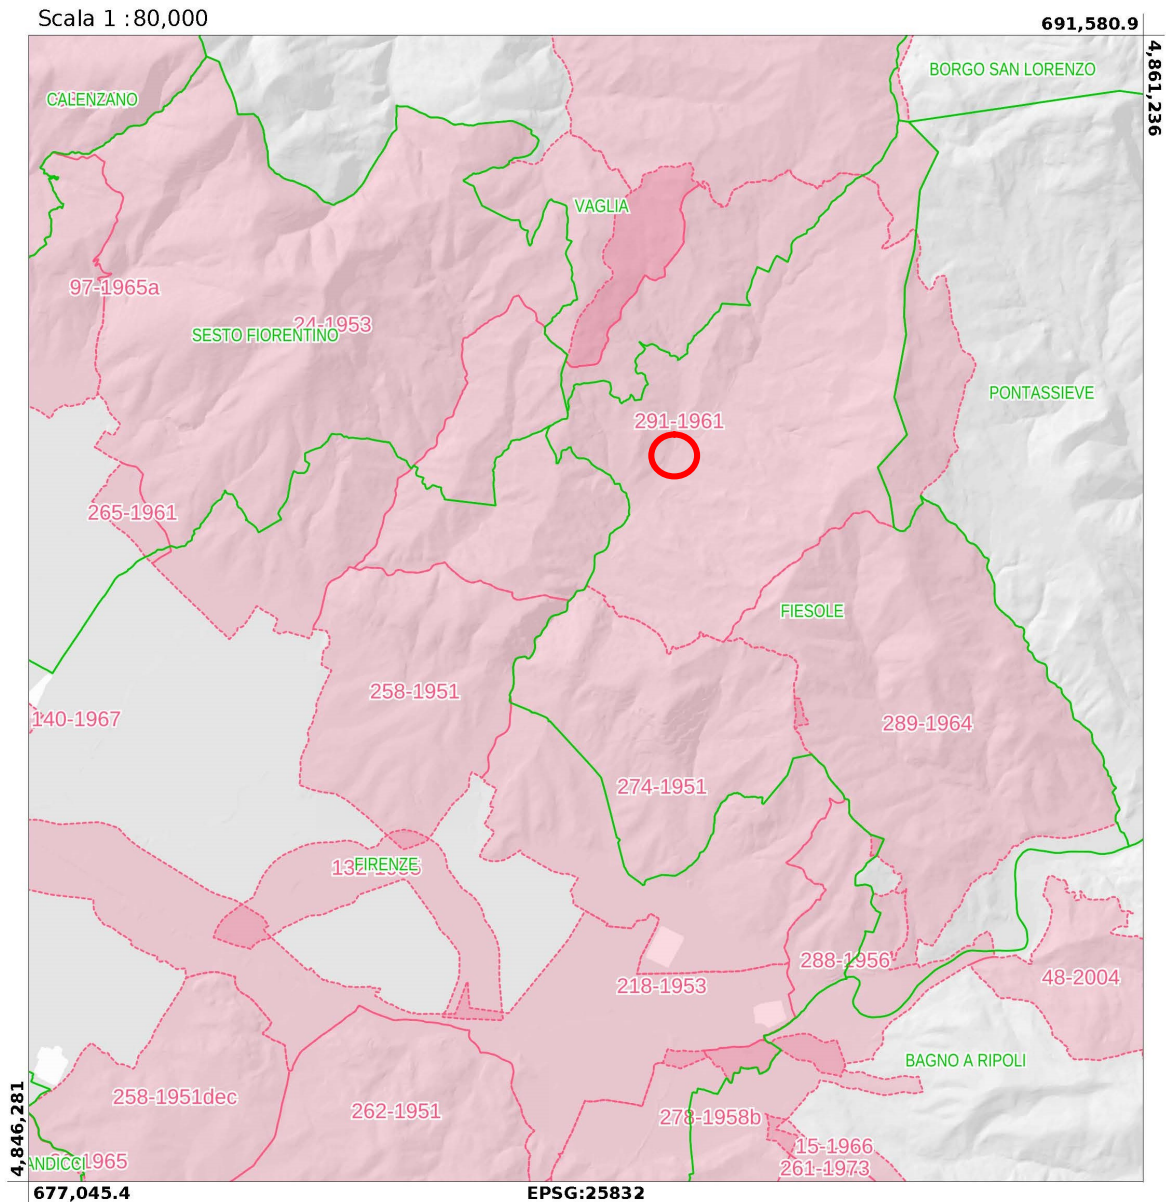 Scala 1 :80,000
691,580.9
4,861,236
BORGO SAN LORENZO
CALENZANO
VAGLIA
97-1965a
24-1953
SESTO FIORENTINO
PONTASSIEVE
291-1961
265-1961
FIESOLE
258-1951
140-1967
289-1964
274-1951
FIRENZE
288-1956
48-2004
218-1953
BAGNO A RIPOLI
258-1951dec
262-1951
278-1958b
4,846,281
15-1966
ANDICCI
1965
261-1973
677,045.4
EPSG:25832